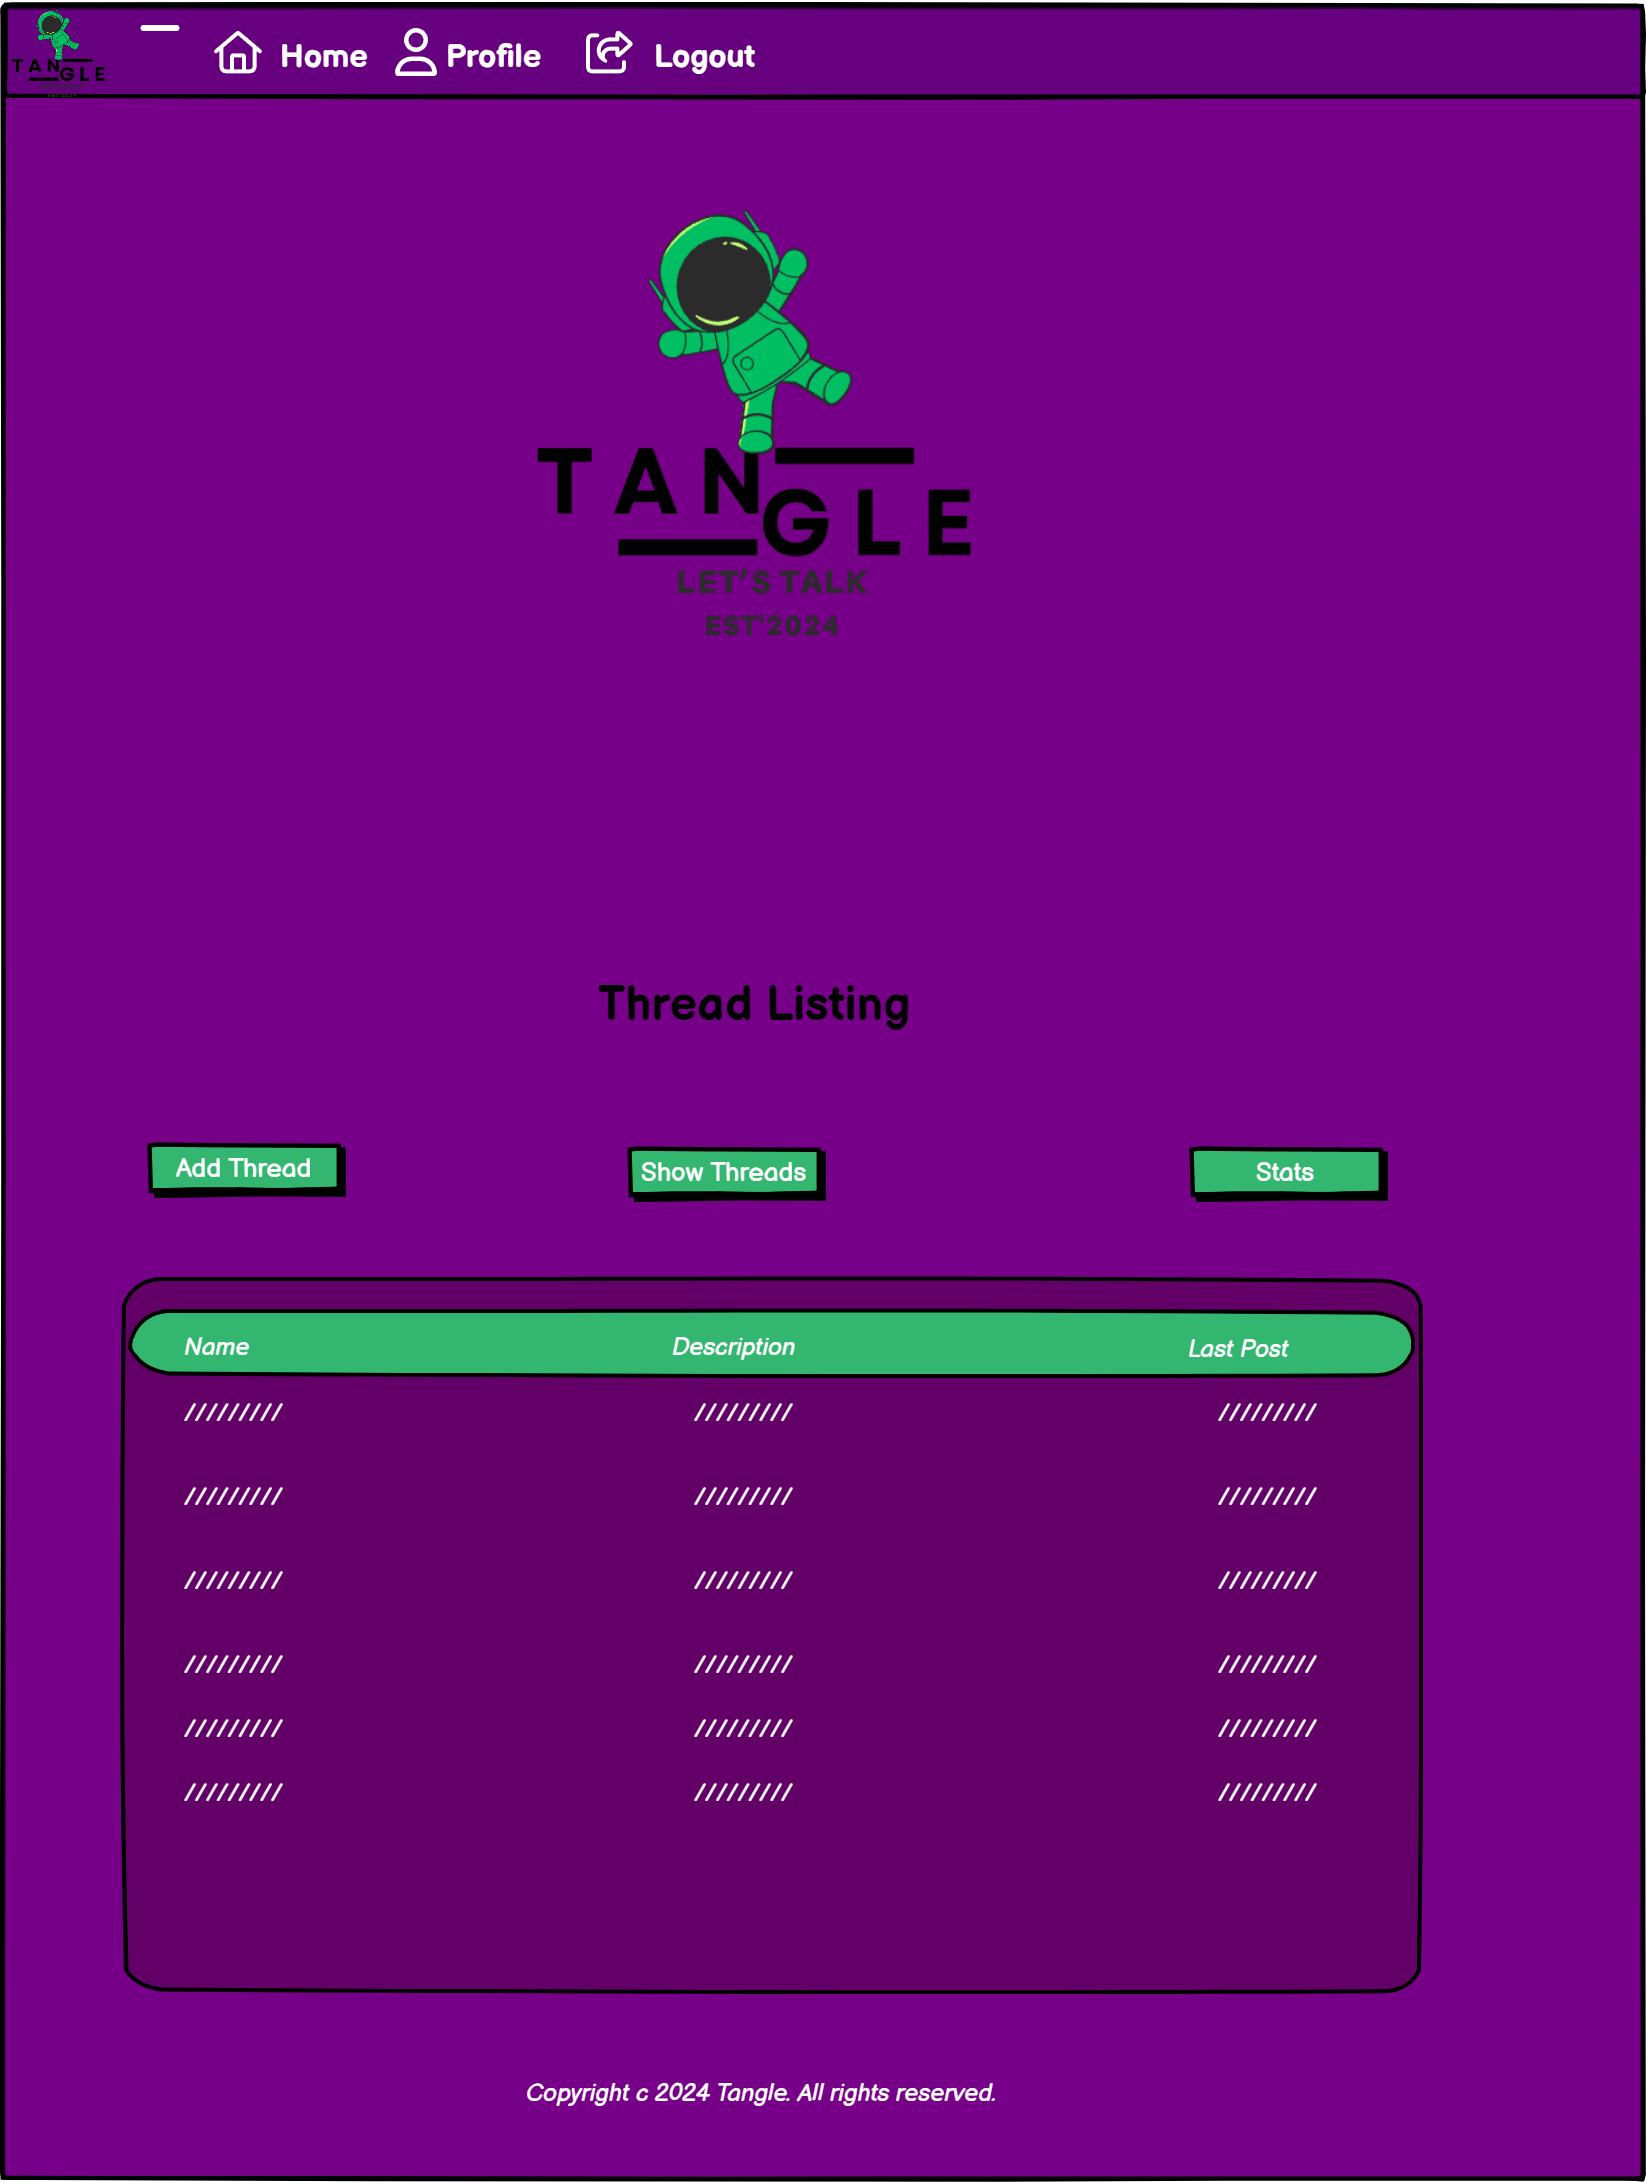 TANGLE
Home Profile Logout
TANGLE
LET'S TALK
EST'2024
Thread Listing
Add Thread Show Threads Stats
Name Description Last Post
///////// ///////// /////////
///////// ///////// /////////
///////// ///////// /////////
///////// ///////// /////////
///////// ///////// /////////
///////// ///////// /////////
Copyright c 2024 Tangle. All rights reserved.